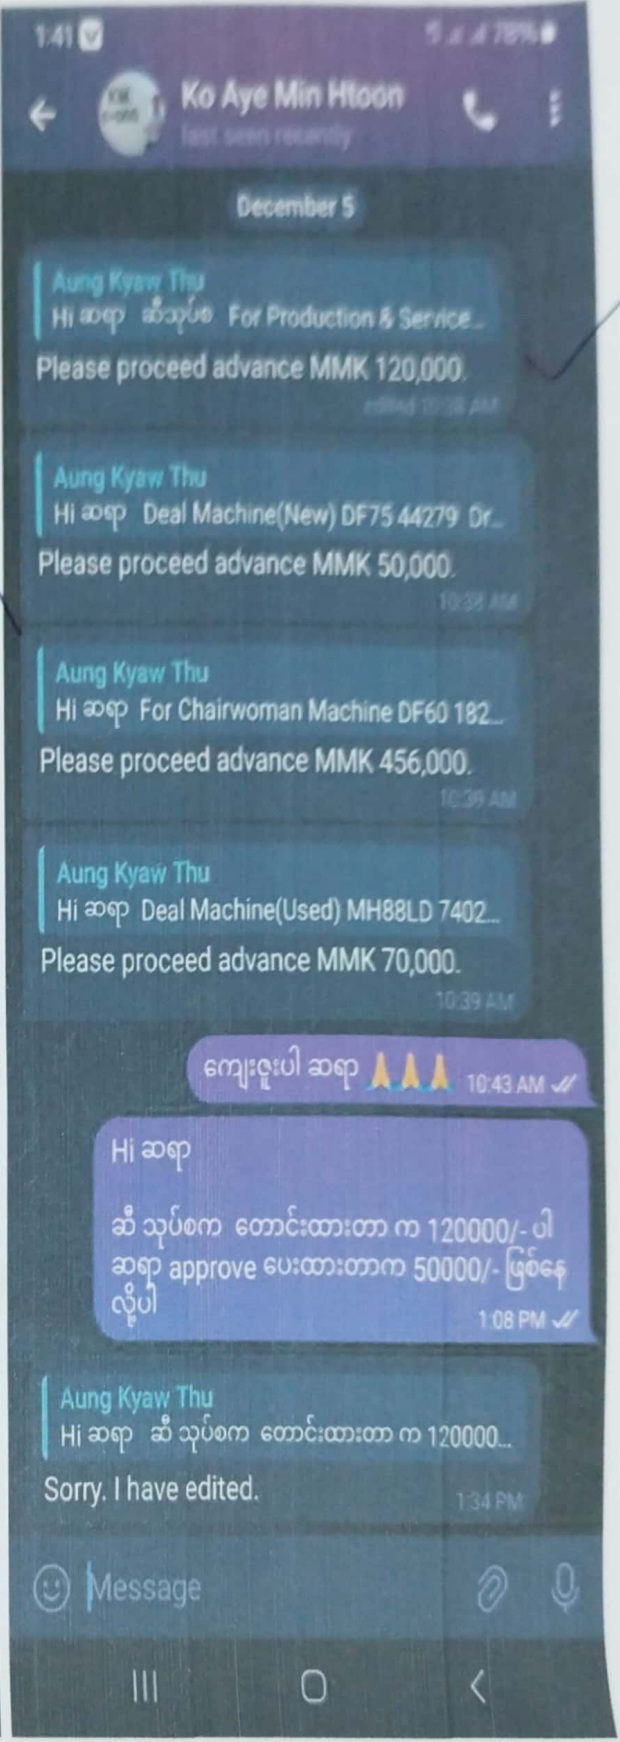 1:41
78%
Ko Aye Min Htoon
last seen recently
December 5
Aung Kyaw Thu
Hi ဆရာ ဆီသုပ်စ For Production & Service...
Please proceed advance MMK 120,000.
edited 10:38 AM
Aung Kyaw Thu
Hi ဆရာ Deal Machine(New) DF75 44279 Dr...
Please proceed advance MMK 50,000.
10:38 AM
Aung Kyaw Thu
Hi ဆရာ For Chairwoman Machine DF60 182...
Please proceed advance MMK 456,000.
10:39 AM
Aung Kyaw Thu
Hi ဆရာ Deal Machine(Used) MH88LD 7402...
Please proceed advance MMK 70,000.
10:39 AM
ကျေးဇူးပါ ဆရာ 🙏🙏🙏 10:43 AM
Hi ဆရာ
ဆီ သုပ်စက တောင်းထားတာ က 120000/- ပါ
ဆရာ approve ပေးထားတာက 50000/- ဖြစ်နေ
လို့ပါ 1:08 PM
Aung Kyaw Thu
Hi ဆရာ ဆီ သုပ်စက တောင်းထားတာ က 120000...
Sorry. I have edited. 1:34 PM
Message